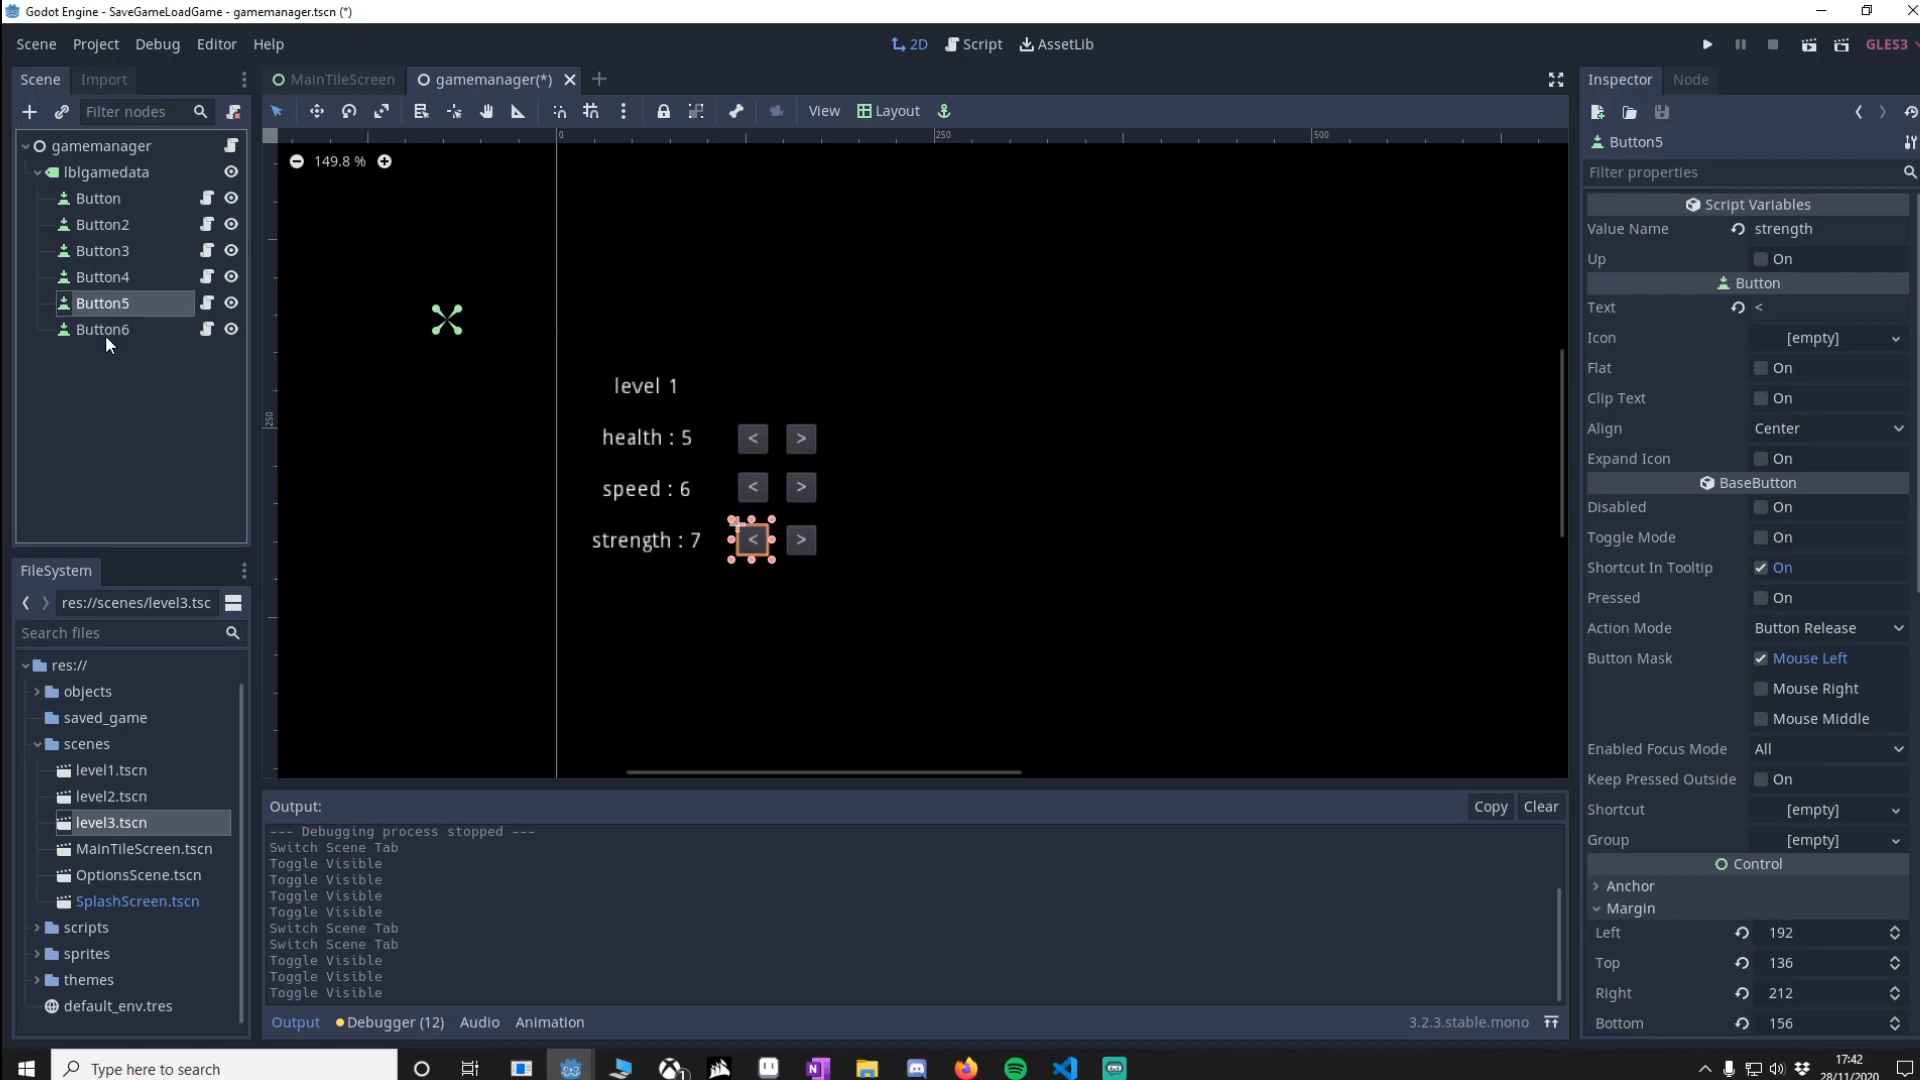 Godot Engine - SaveGameLoadGame - gamemanager.tscn (*)
Scene Project Debug Editor Help
2D Script AssetLib
GLES3
Scene Import
MainTileScreen gamemanager(*)
Inspector Node
Filter nodes
View Layout
0 250 500
149.8 %
250
gamemanager
lblgamedata
Button
Button2
Button3
Button4
Button5
Button6
level 1
health : 5 < >
speed : 6 < >
strength : 7 < >
FileSystem
res://scenes/level3.tsc
Search files
res://
objects
saved_game
scenes
level1.tscn
level2.tscn
level3.tscn
MainTileScreen.tscn
OptionsScene.tscn
SplashScreen.tscn
scripts
sprites
themes
default_env.tres
Output: Copy Clear
--- Debugging process stopped ---
Switch Scene Tab
Toggle Visible
Toggle Visible
Toggle Visible
Toggle Visible
Switch Scene Tab
Switch Scene Tab
Toggle Visible
Toggle Visible
Toggle Visible
Output Debugger (12) Audio Animation 3.2.3.stable.mono
Button5
Filter properties
Script Variables
Value Name strength
Up On
Button
Text <
Icon [empty]
Flat On
Clip Text On
Align Center
Expand Icon On
BaseButton
Disabled On
Toggle Mode On
Shortcut In Tooltip On
Pressed On
Action Mode Button Release
Button Mask Mouse Left
Mouse Right
Mouse Middle
Enabled Focus Mode All
Keep Pressed Outside On
Shortcut [empty]
Group [empty]
Control
Anchor
Margin
Left 192
Top 136
Right 212
Bottom 156
Type here to search
1
17:42
28/11/2020